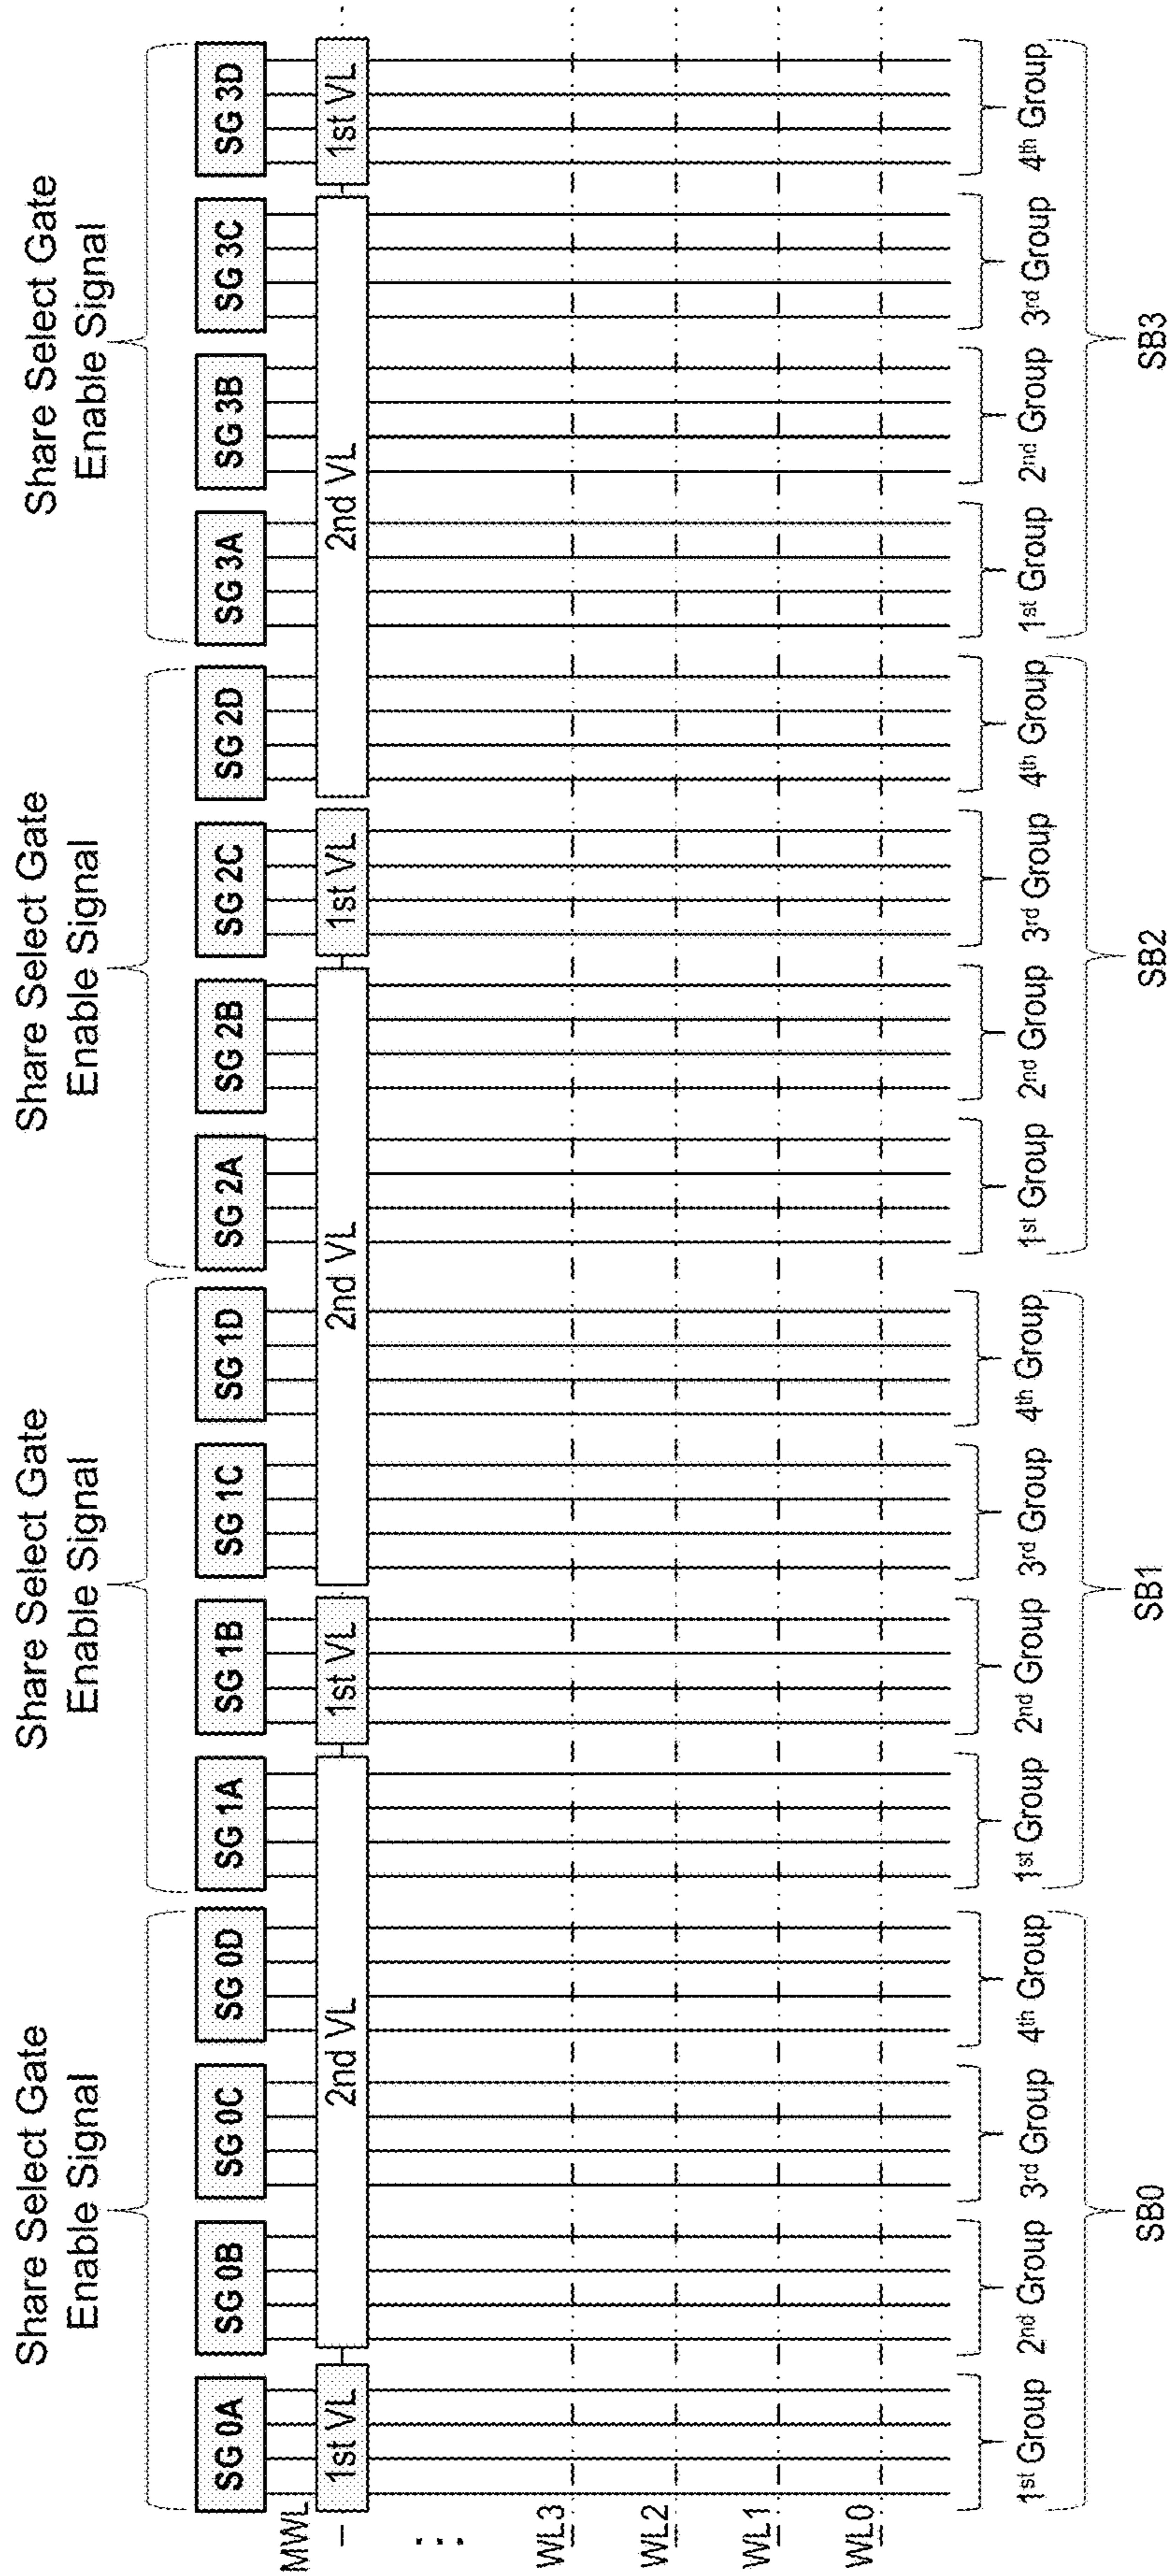 Share Select Gate
Enable Signal
Share Select Gate
Enable Signal
Share Select Gate
Enable Signal
Share Select Gate
Enable Signal
SG 0A
SG 0B
SG 0C
SG 0D
SG 1A
SG 1B
SG 1C
SG 1D
SG 2A
SG 2B
SG 2C
SG 2D
SG 3A
SG 3B
SG 3C
SG 3D
MWL
1st VL
2nd VL
1st VL
2nd VL
1st VL
2nd VL
1st VL
WL3
WL2
WL1
WL0
1st Group
2nd Group
3rd Group
4th Group
1st Group
2nd Group
3rd Group
4th Group
1st Group
2nd Group
3rd Group
4th Group
1st Group
2nd Group
3rd Group
4th Group
SB0
SB1
SB2
SB3